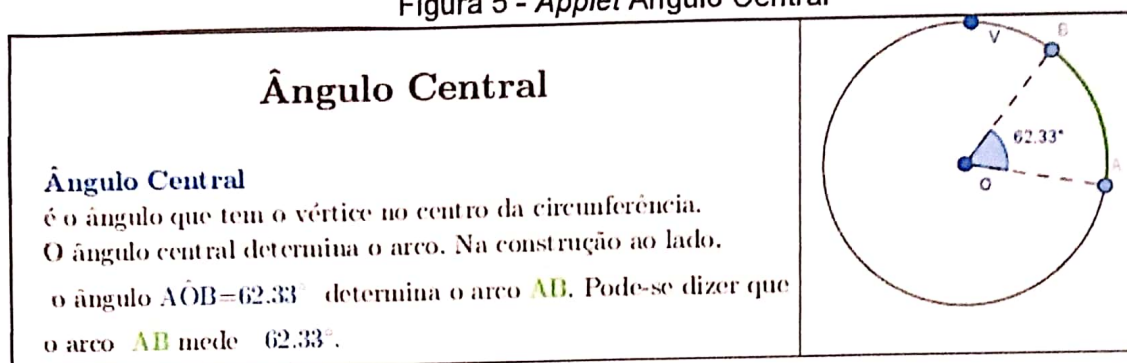 Figura 5 - Applet Ângulo Central
Ângulo Central
Ângulo Central
é o ângulo que tem o vértice no centro da circunferência.
O ângulo central determina o arco. Na construção ao lado,
o ângulo AÔB=62.33° determina o arco AB. Pode-se dizer que
o arco AB mede 62.33°.
V
B
62.33°
A
O